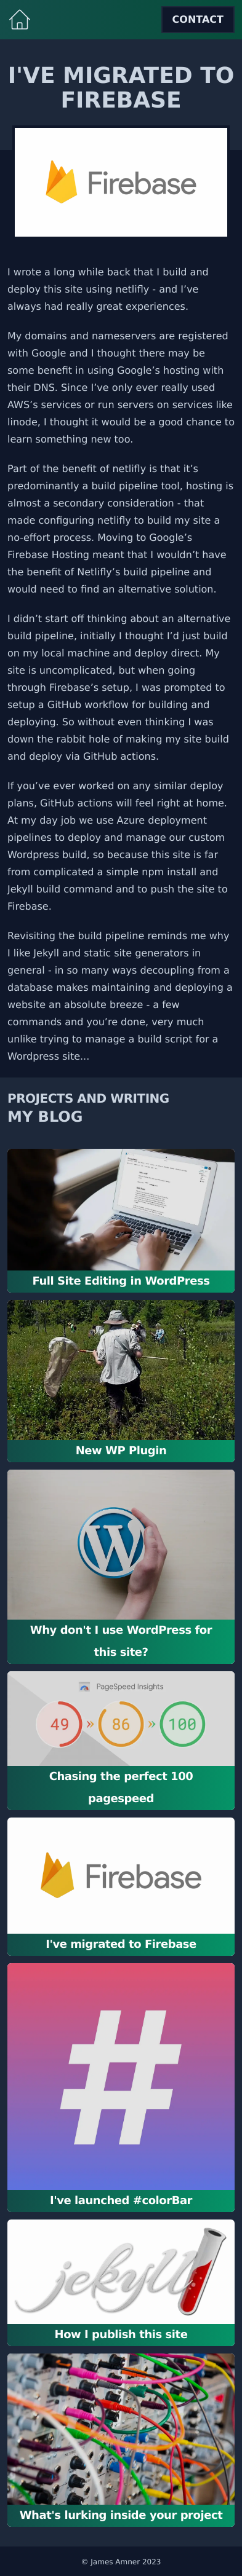 CONTACT
I'VE MIGRATED TO
FIREBASE
Firebase
I wrote a long while back that I build and
deploy this site using netlifly - and I've
always had really great experiences.
My domains and nameservers are registered
with Google and I thought there may be
some benefit in using Google's hosting with
their DNS. Since I've only ever really used
AWS's services or run servers on services like
linode, I thought it would be a good chance to
learn something new too.
Part of the benefit of netlifly is that it's
predominantly a build pipeline tool, hosting is
almost a secondary consideration - that
made configuring netlifly to build my site a
no-effort process. Moving to Google's
Firebase Hosting meant that I wouldn't have
the benefit of Netlifly's build pipeline and
would need to find an alternative solution.
I didn't start off thinking about an alternative
build pipeline, initially I thought I'd just build
on my local machine and deploy direct. My
site is uncomplicated, but when going
through Firebase's setup, I was prompted to
setup a GitHub workflow for building and
deploying. So without even thinking I was
down the rabbit hole of making my site build
and deploy via GitHub actions.
If you've ever worked on any similar deploy
plans, GitHub actions will feel right at home.
At my day job we use Azure deployment
pipelines to deploy and manage our custom
Wordpress build, so because this site is far
from complicated a simple npm install and
Jekyll build command and to push the site to
Firebase.
Revisiting the build pipeline reminds me why
I like Jekyll and static site generators in
general - in so many ways decoupling from a
database makes maintaining and deploying a
website an absolute breeze - a few
commands and you're done, very much
unlike trying to manage a build script for a
Wordpress site...
PROJECTS AND WRITING
MY BLOG
Full Site Editing in WordPress
New WP Plugin
Why don't I use WordPress for
this site?
PageSpeed Insights
49 » 86 » 100
Chasing the perfect 100
pagespeed
Firebase
I've migrated to Firebase
#
I've launched #colorBar
jekyll
How I publish this site
What's lurking inside your project
© James Amner 2023